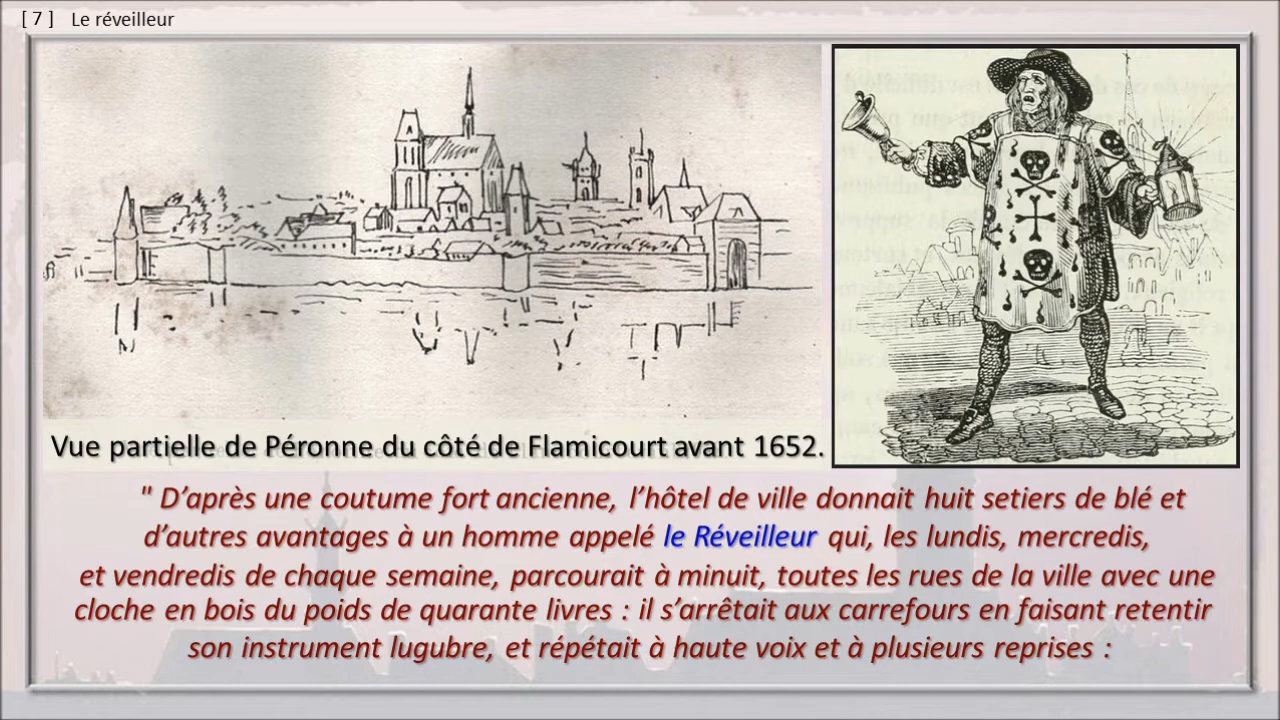 [ 7 ] Le réveilleur
Vue partielle de Péronne du côté de Flamicourt avant 1652.
" D’après une coutume fort ancienne, l’hôtel de ville donnait huit setiers de blé et
d’autres avantages à un homme appelé le Réveilleur qui, les lundis, mercredis,
et vendredis de chaque semaine, parcourait à minuit, toutes les rues de la ville avec une
cloche en bois du poids de quarante livres : il s’arrêtait aux carrefours en faisant retentir
son instrument lugubre, et répétait à haute voix et à plusieurs reprises :